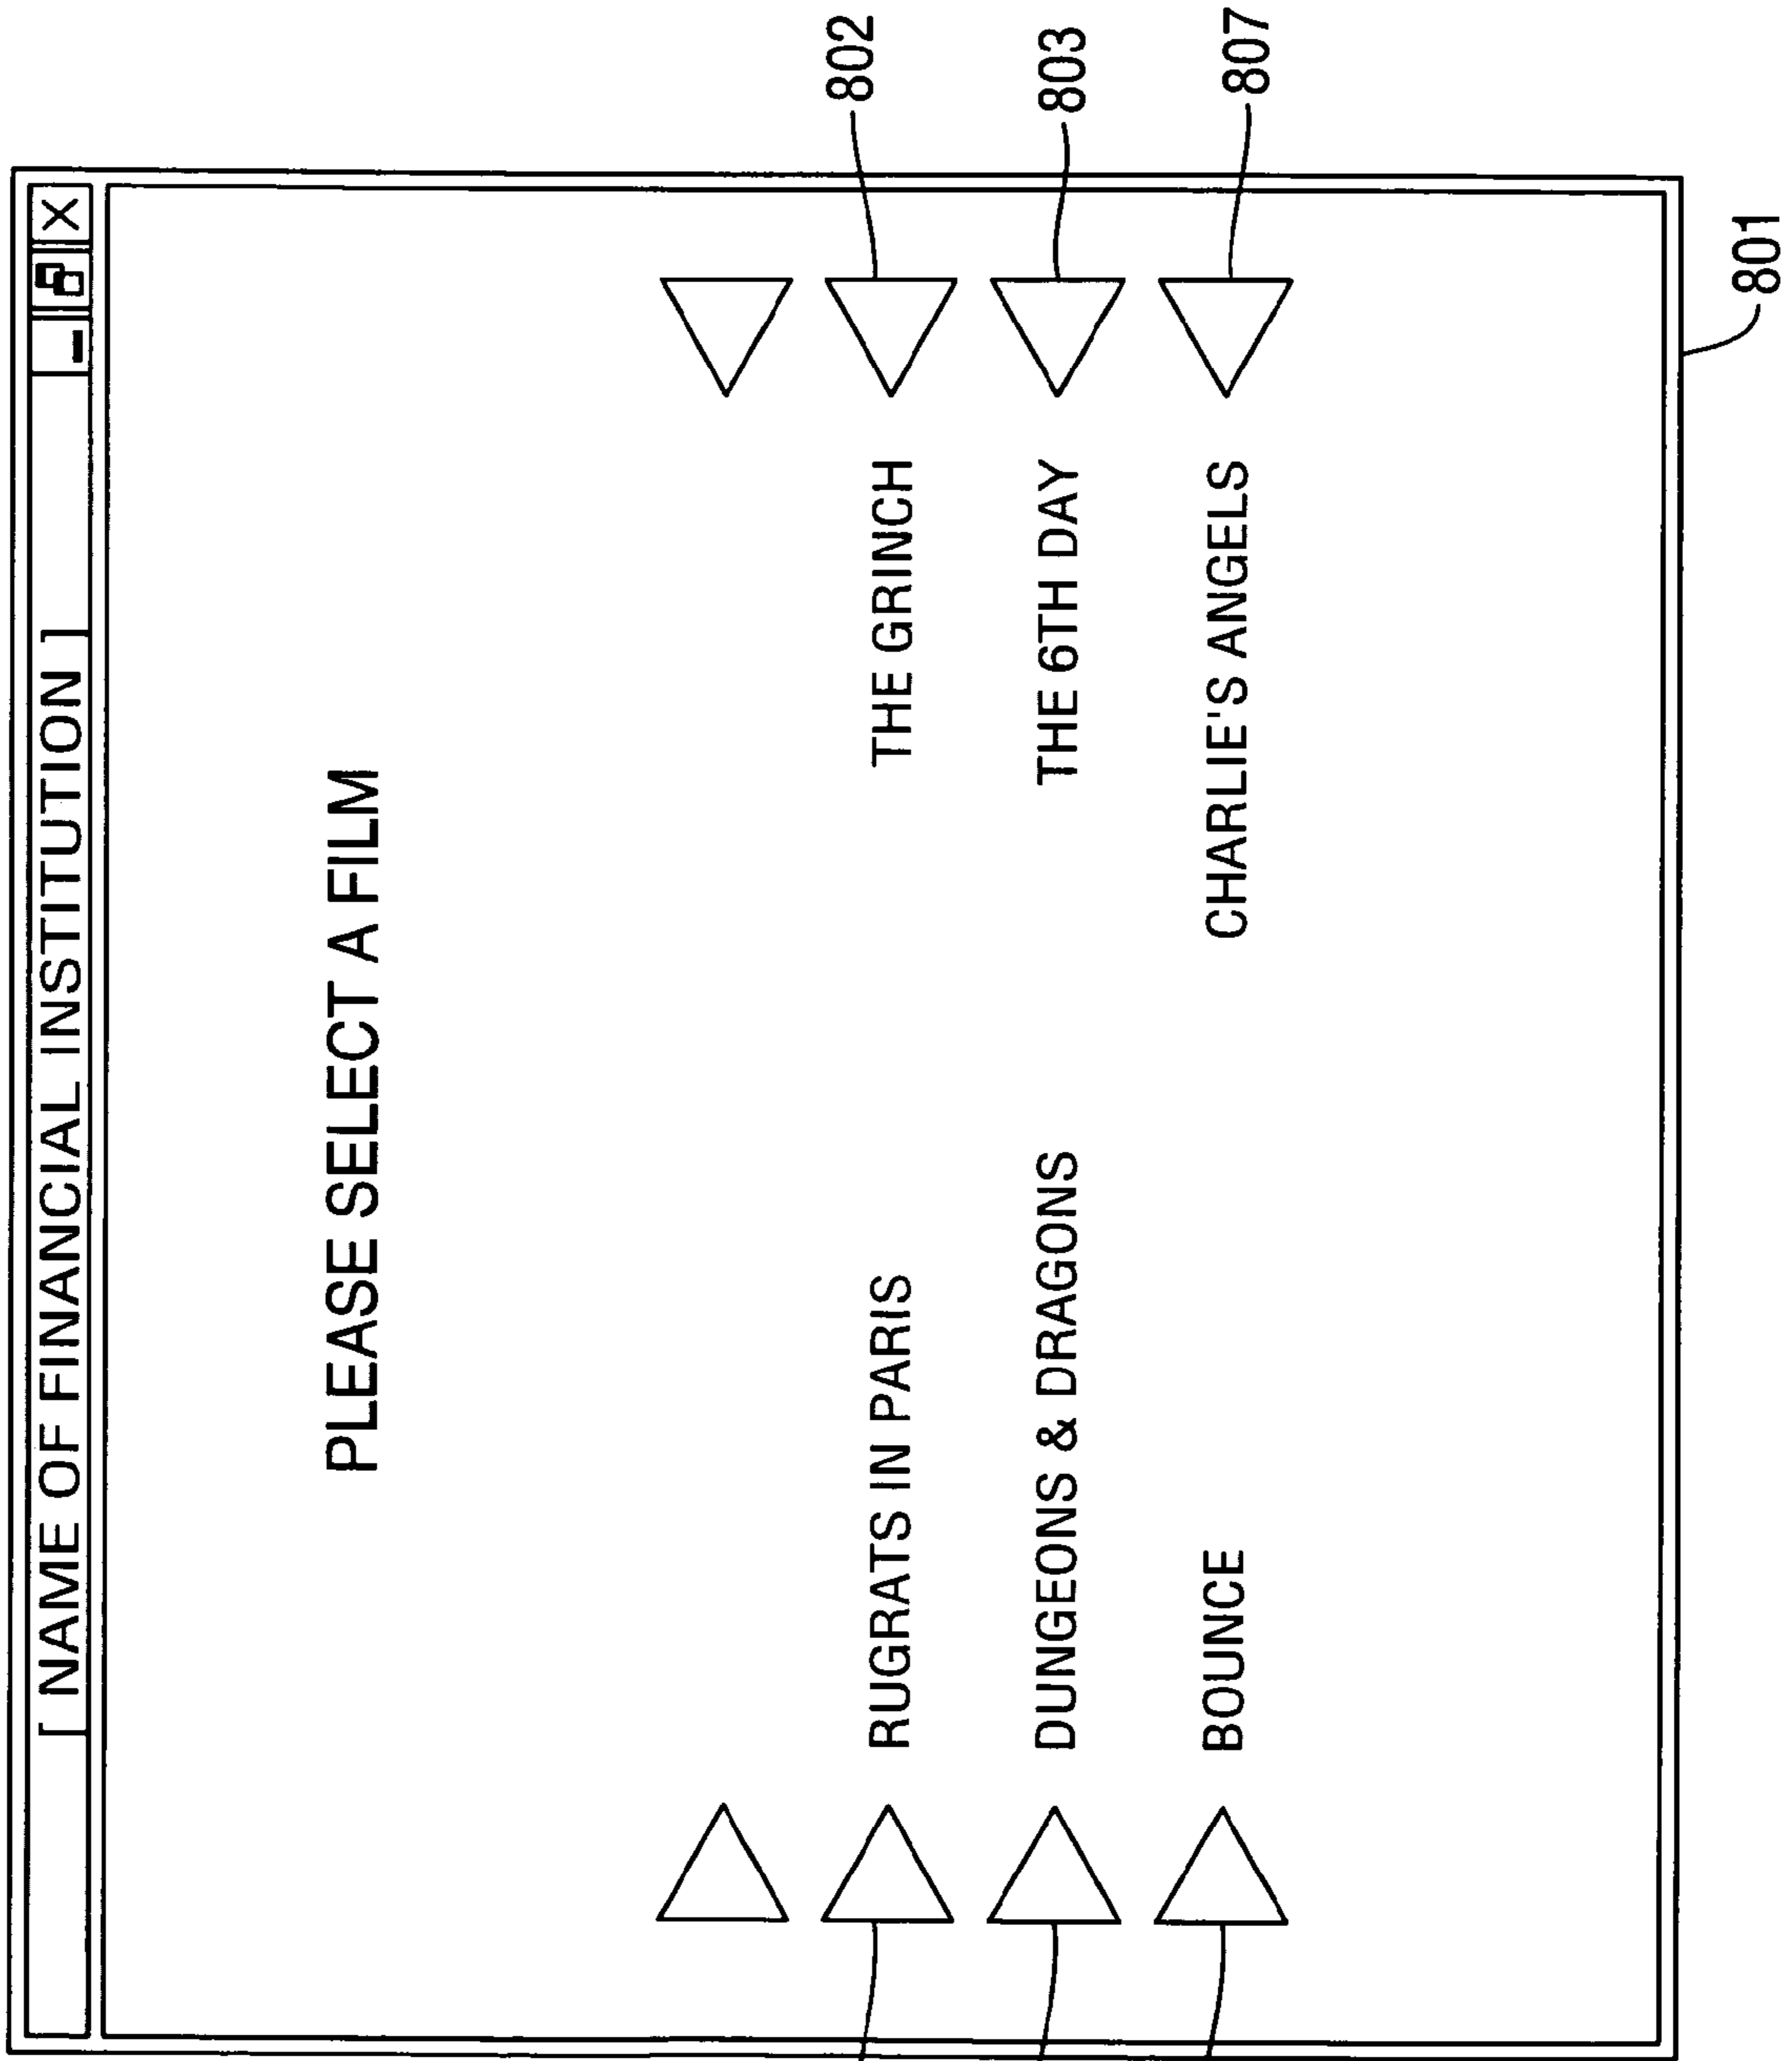 [ NAME OF FINANCIAL INSTITUTION ]
PLEASE SELECT A FILM
RUGRATS IN PARIS
THE GRINCH
802
DUNGEONS & DRAGONS
THE 6TH DAY
803
BOUNCE
CHARLIE'S ANGELS
807
801